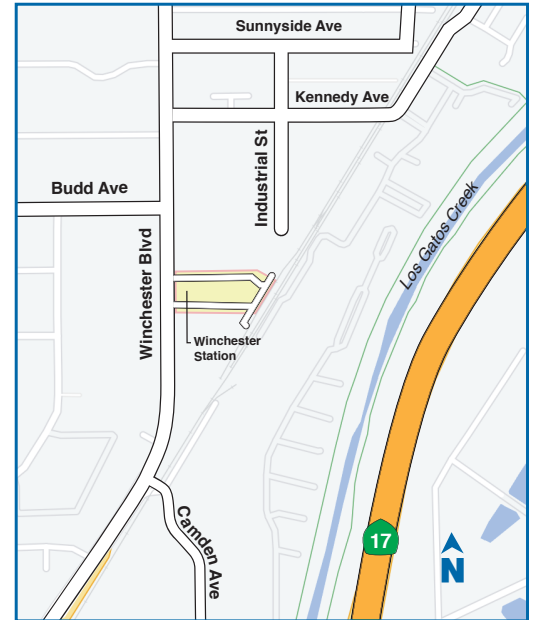 Sunnyside Ave
Kennedy Ave
Industrial St
Budd Ave
Los Gatos Creek
Winchester Blvd
Winchester
Station
Camden Ave
17
N